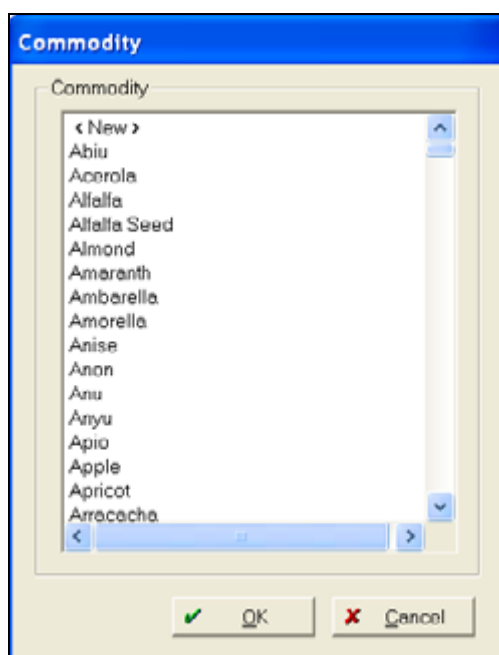 Commodity
Commodity
< New >
Abiu
Acerola
Alfalfa
Alfalfa Seed
Almond
Amaranth
Ambarella
Amorella
Anise
Anon
Anu
Anyu
Apio
Apple
Apricot
Arracacha
OK
Cancel